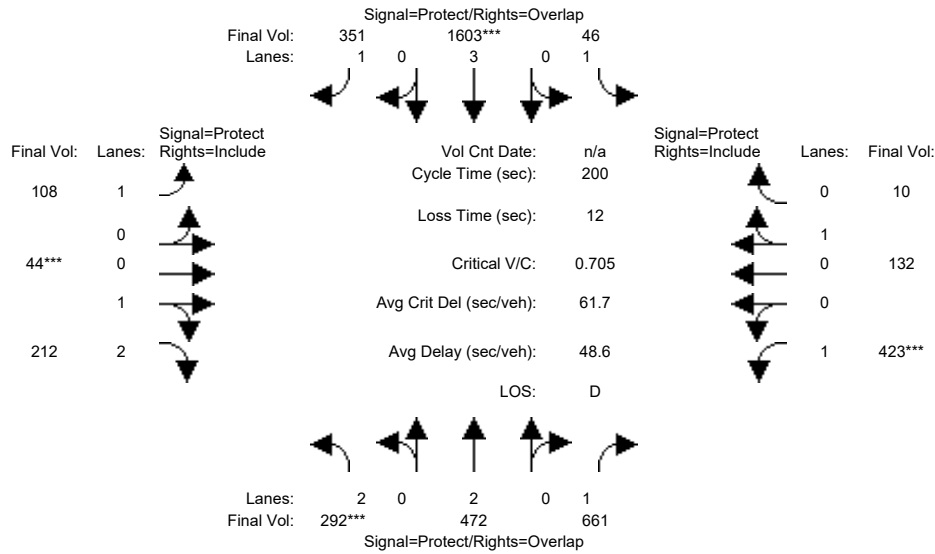 Signal=Protect/Rights=Overlap
Final Vol: 351 1603*** 46
Lanes: 1 0 3 0 1
Signal=Protect
Final Vol: Lanes: Rights=Include
Vol Cnt Date: n/a
Signal=Protect
Rights=Include Lanes: Final Vol:
Cycle Time (sec): 200
108 1
0 10
Loss Time (sec): 12
0
1
44*** 0
Critical V/C: 0.705
0 132
1
Avg Crit Del (sec/veh): 61.7
0
212 2
Avg Delay (sec/veh): 48.6
1 423***
LOS: D
Lanes: 2 0 2 0 1
Final Vol: 292*** 472 661
Signal=Protect/Rights=Overlap